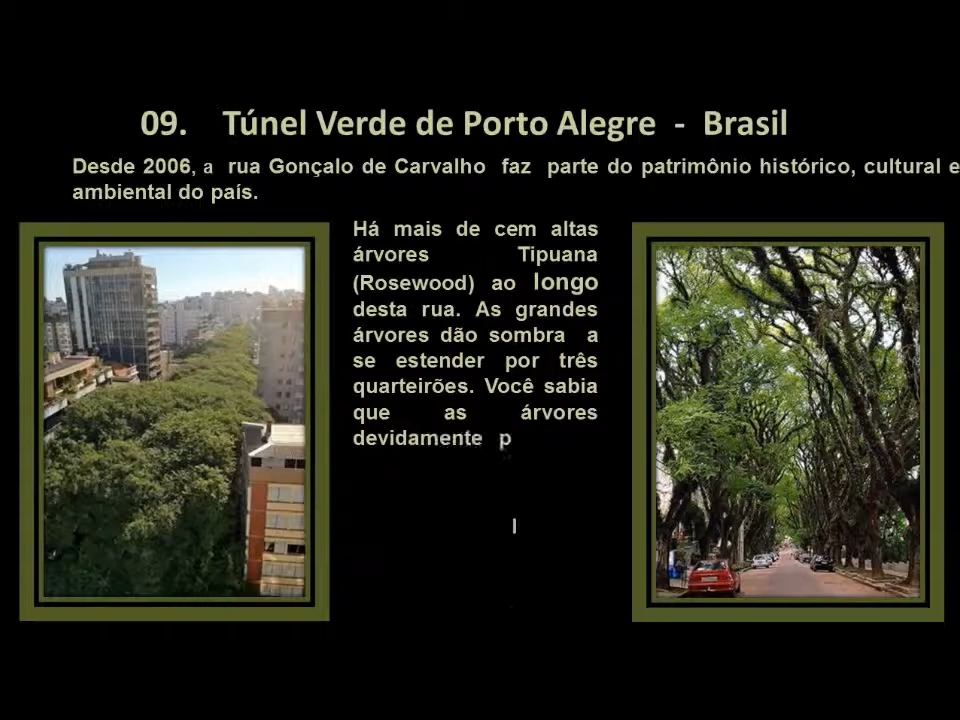 09. Túnel Verde de Porto Alegre - Brasil
Desde 2006, a rua Gonçalo de Carvalho faz parte do patrimônio histórico, cultural e
ambiental do país.
Há mais de cem altas
árvores Tipuana
(Rosewood) ao longo
desta rua. As grandes
árvores dão sombra a
se estender por três
quarteirões. Você sabia
que as árvores
devidamente p